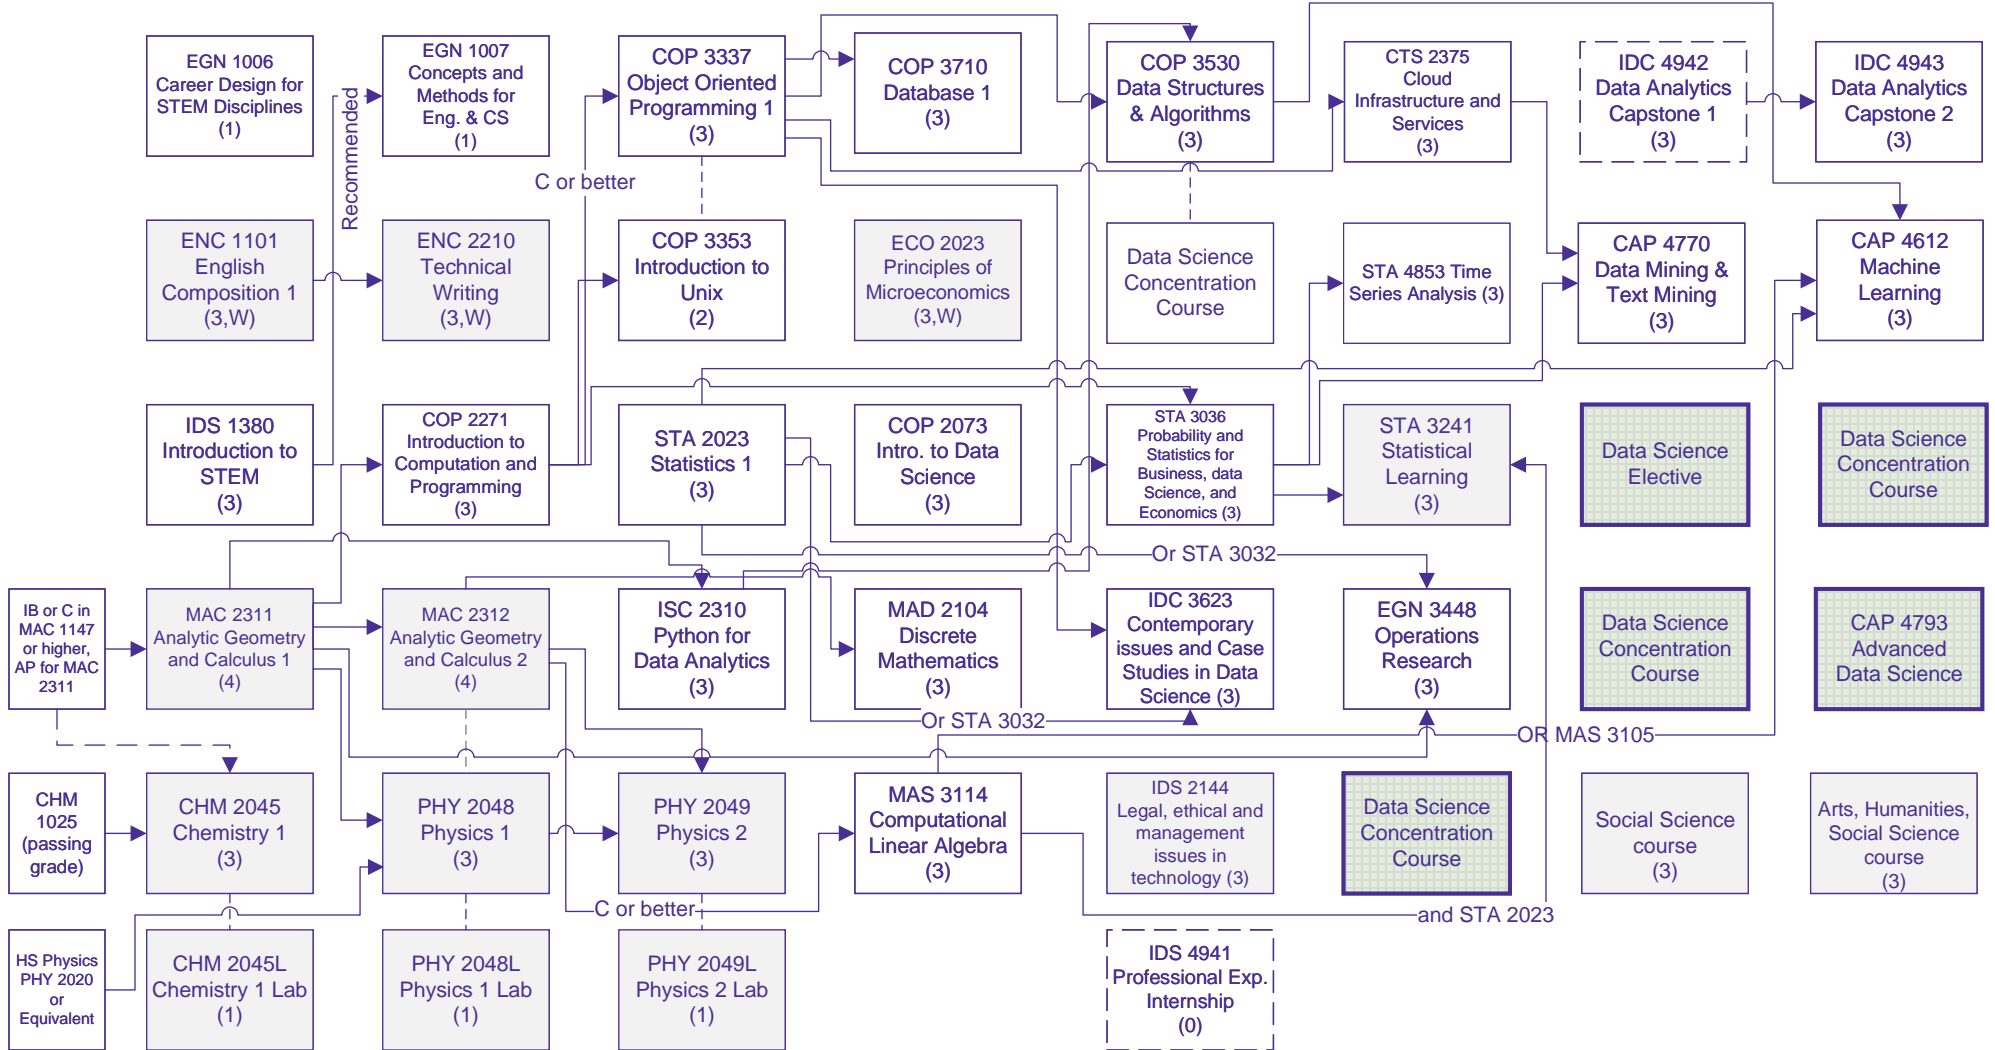 EGN 1006
Career Design for
STEM Disciplines
(1)
EGN 1007
Concepts and
Methods for
Eng. & CS
(1)
COP 3337
Object Oriented
Programming 1
(3)
COP 3710
Database 1
(3)
COP 3530
Data Structures
& Algorithms
(3)
CTS 2375
Cloud
Infrastructure and
Services
(3)
IDC 4942
Data Analytics
Capstone 1
(3)
IDC 4943
Data Analytics
Capstone 2
(3)
Recommended
C or better
ENC 1101
English
Composition 1
(3,W)
ENC 2210
Technical
Writing
(3,W)
COP 3353
Introduction to
Unix
(2)
ECO 2023
Principles of
Microeconomics
(3,W)
Data Science
Concentration
Course
STA 4853 Time
Series Analysis (3)
CAP 4770
Data Mining &
Text Mining
(3)
CAP 4612
Machine
Learning
(3)
IDS 1380
Introduction to
STEM
(3)
COP 2271
Introduction to
Computation and
Programming
(3)
STA 2023
Statistics 1
(3)
COP 2073
Intro. to Data
Science
(3)
STA 3036
Probability and
Statistics for
Business, data
Science, and
Economics (3)
STA 3241
Statistical
Learning
(3)
Data Science
Elective
Data Science
Concentration
Course
Or STA 3032
IB or C in
MAC 1147
or higher,
AP for MAC
2311
MAC 2311
Analytic Geometry
and Calculus 1
(4)
MAC 2312
Analytic Geometry
and Calculus 2
(4)
ISC 2310
Python for
Data Analytics
(3)
MAD 2104
Discrete
Mathematics
(3)
IDC 3623
Contemporary
issues and Case
Studies in Data
Science (3)
EGN 3448
Operations
Research
(3)
Data Science
Concentration
Course
CAP 4793
Advanced
Data Science
Or STA 3032
OR MAS 3105
CHM
1025
(passing
grade)
CHM 2045
Chemistry 1
(3)
PHY 2048
Physics 1
(3)
PHY 2049
Physics 2
(3)
MAS 3114
Computational
Linear Algebra
(3)
IDS 2144
Legal, ethical and
management
issues in
technology (3)
Data Science
Concentration
Course
Social Science
course
(3)
Arts, Humanities,
Social Science
course
(3)
C or better
and STA 2023
HS Physics
PHY 2020
or
Equivalent
CHM 2045L
Chemistry 1 Lab
(1)
PHY 2048L
Physics 1 Lab
(1)
PHY 2049L
Physics 2 Lab
(1)
IDS 4941
Professional Exp.
Internship
(0)